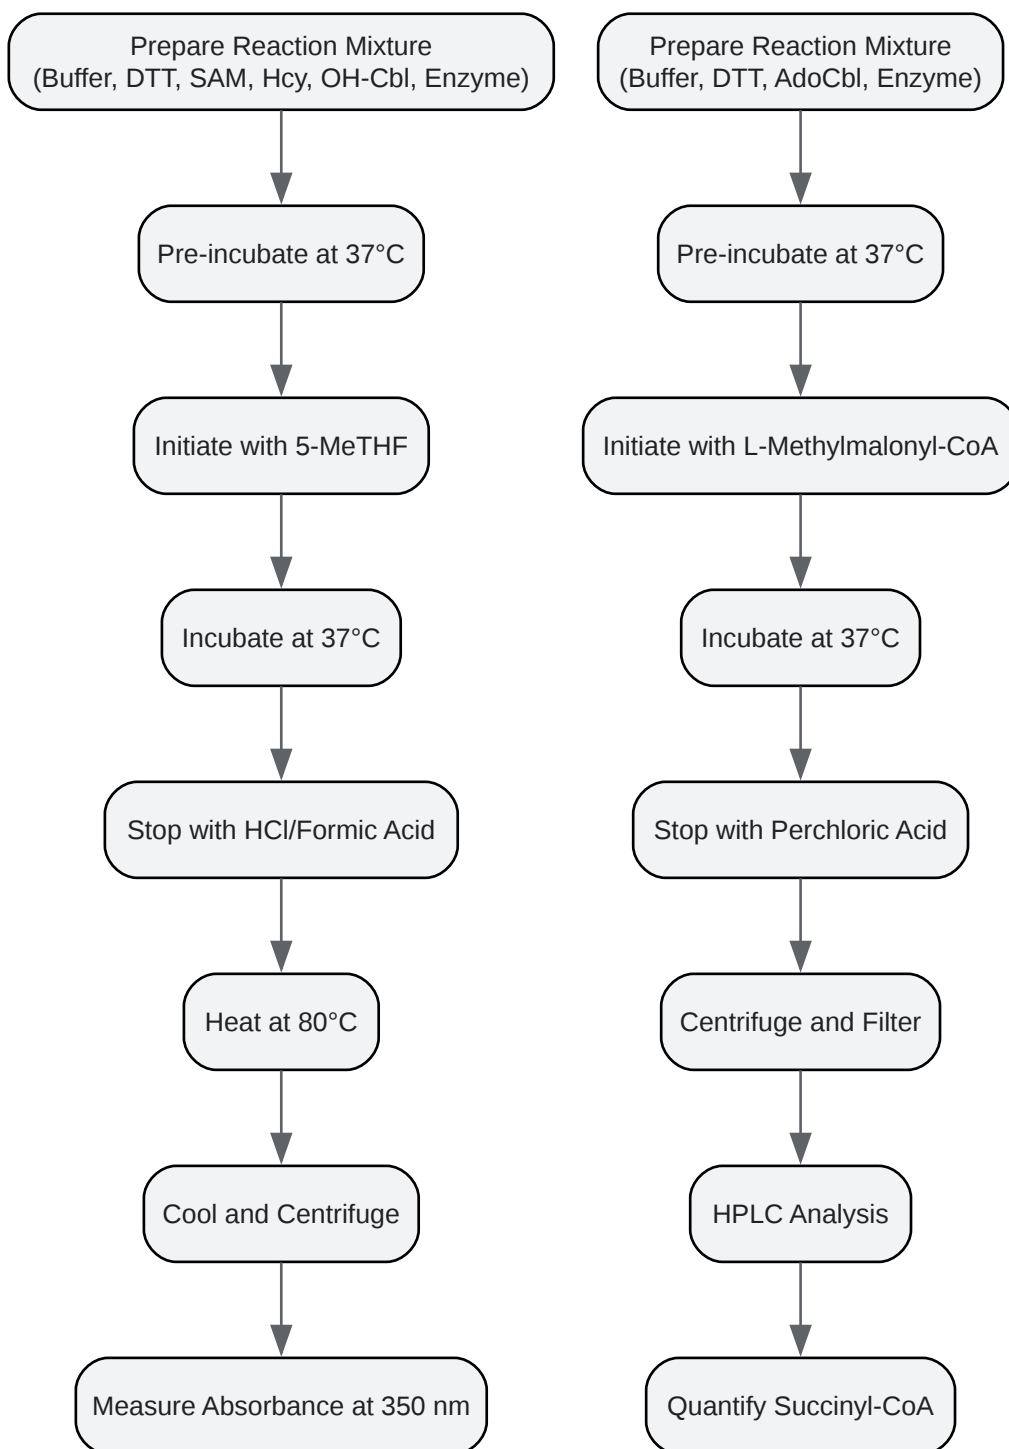 Prepare Reaction Mixture
(Buffer, DTT, SAM, Hcy, OH-Cbl, Enzyme)
Pre-incubate at 37°C
Initiate with 5-MeTHF
Incubate at 37°C
Stop with HCl/Formic Acid
Heat at 80°C
Cool and Centrifuge
Measure Absorbance at 350 nm
Prepare Reaction Mixture
(Buffer, DTT, AdoCbl, Enzyme)
Pre-incubate at 37°C
Initiate with L-Methylmalonyl-CoA
Incubate at 37°C
Stop with Perchloric Acid
Centrifuge and Filter
HPLC Analysis
Quantify Succinyl-CoA